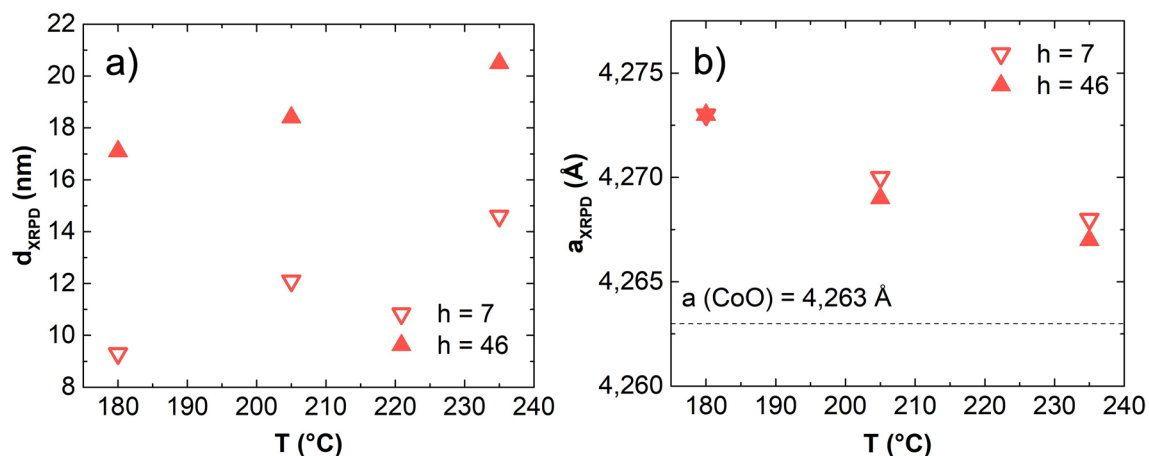 a)
22
20
18
16
14
12
10
8
d_XRPD (nm)
h = 7
h = 46
180 190 200 210 220 230 240
T (°C)
b)
h = 7
h = 46
4,275
4,270
4,265
4,260
a_XRPD (Å)
a (CoO) = 4,263 Å
180 190 200 210 220 230 240
T (°C)